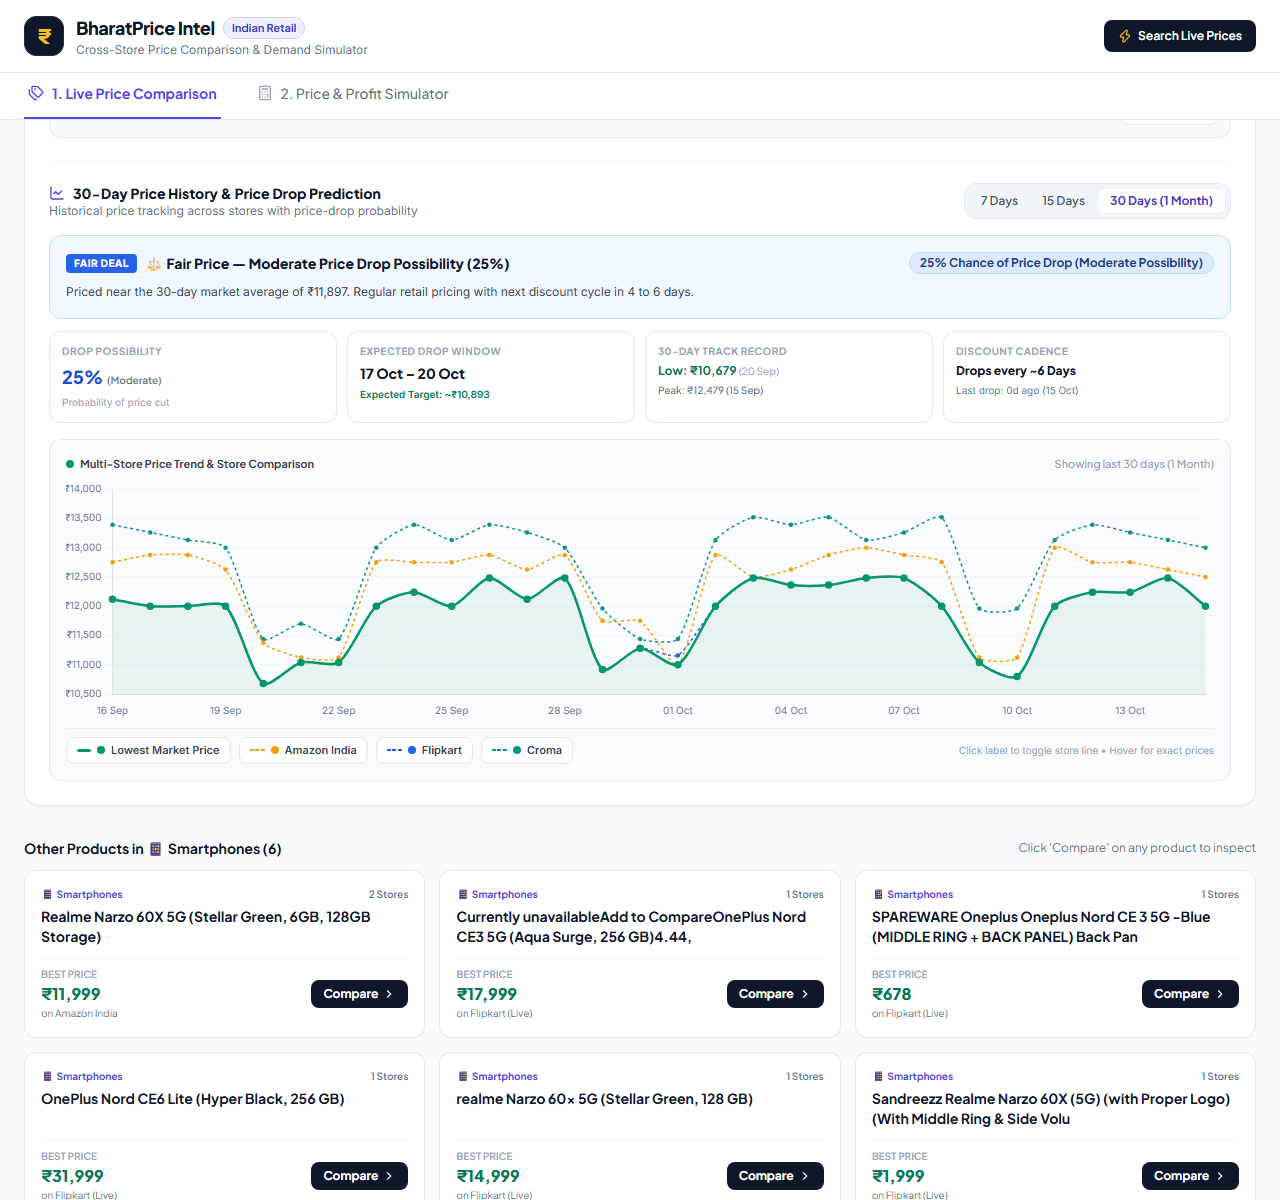 ₹
BharatPrice Intel
Indian Retail
Cross-Store Price Comparison & Demand Simulator
Search Live Prices
1. Live Price Comparison
2. Price & Profit Simulator
30-Day Price History & Price Drop Prediction
Historical price tracking across stores with price-drop probability
7 Days
15 Days
30 Days (1 Month)
FAIR DEAL
Fair Price — Moderate Price Drop Possibility (25%)
25% Chance of Price Drop (Moderate Possibility)
Priced near the 30-day market average of ₹11,897. Regular retail pricing with next discount cycle in 4 to 6 days.
DROP POSSIBILITY
25% (Moderate)
Probability of price cut
EXPECTED DROP WINDOW
17 Oct – 20 Oct
Expected Target: ~₹10,893
30-DAY TRACK RECORD
Low: ₹10,679 (20 Sep)
Peak: ₹12,479 (15 Sep)
DISCOUNT CADENCE
Drops every ~6 Days
Last drop: 0d ago (15 Oct)
Multi-Store Price Trend & Store Comparison
Showing last 30 days (1 Month)
₹14,000
₹13,500
₹13,000
₹12,500
₹12,000
₹11,500
₹11,000
₹10,500
16 Sep
19 Sep
22 Sep
25 Sep
28 Sep
01 Oct
04 Oct
07 Oct
10 Oct
13 Oct
Lowest Market Price
Amazon India
Flipkart
Croma
Click label to toggle store line • Hover for exact prices
Other Products in Smartphones (6)
Click 'Compare' on any product to inspect
Smartphones
2 Stores
Realme Narzo 60X 5G (Stellar Green, 6GB, 128GB
Storage)
BEST PRICE
₹11,999
on Amazon India
Compare
Smartphones
1 Stores
Currently unavailableAdd to CompareOnePlus Nord
CE3 5G (Aqua Surge, 256 GB)4.44,
BEST PRICE
₹17,999
on Flipkart (Live)
Compare
Smartphones
1 Stores
SPAREWARE Oneplus Oneplus Nord CE 3 5G -Blue
(MIDDLE RING + BACK PANEL) Back Pan
BEST PRICE
₹678
on Flipkart (Live)
Compare
Smartphones
1 Stores
OnePlus Nord CE6 Lite (Hyper Black, 256 GB)
BEST PRICE
₹31,999
on Flipkart (Live)
Compare
Smartphones
1 Stores
realme Narzo 60x 5G (Stellar Green, 128 GB)
BEST PRICE
₹14,999
on Flipkart (Live)
Compare
Smartphones
1 Stores
Sandreezz Realme Narzo 60X (5G) (with Proper Logo)
(With Middle Ring & Side Volu
BEST PRICE
₹1,999
on Flipkart (Live)
Compare